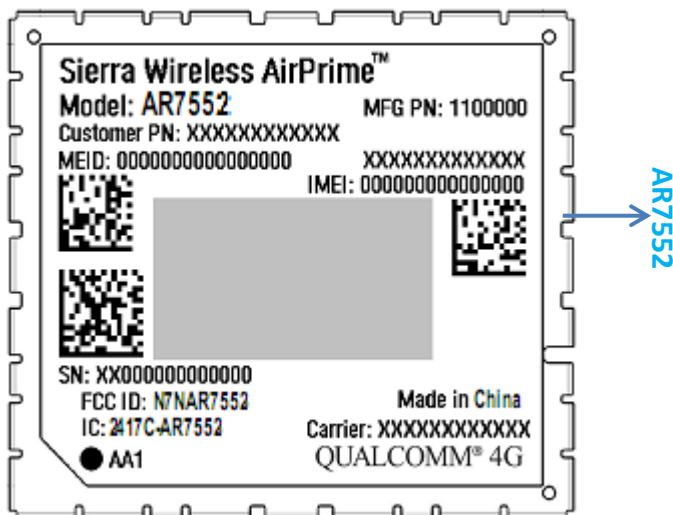 Sierra Wireless AirPrime™
Model: AR7552 MFG PN: 1100000
Customer PN: XXXXXXXXXXXX
MEID: 0000000000000000 XXXXXXXXXXXXX
IMEI: 000000000000000
AR7552
SN: XX000000000000
FCC ID: N7NAR7552 Made in China
IC: 2417C-AR7552 Carrier: XXXXXXXXXXXX
AA1 QUALCOMM® 4G